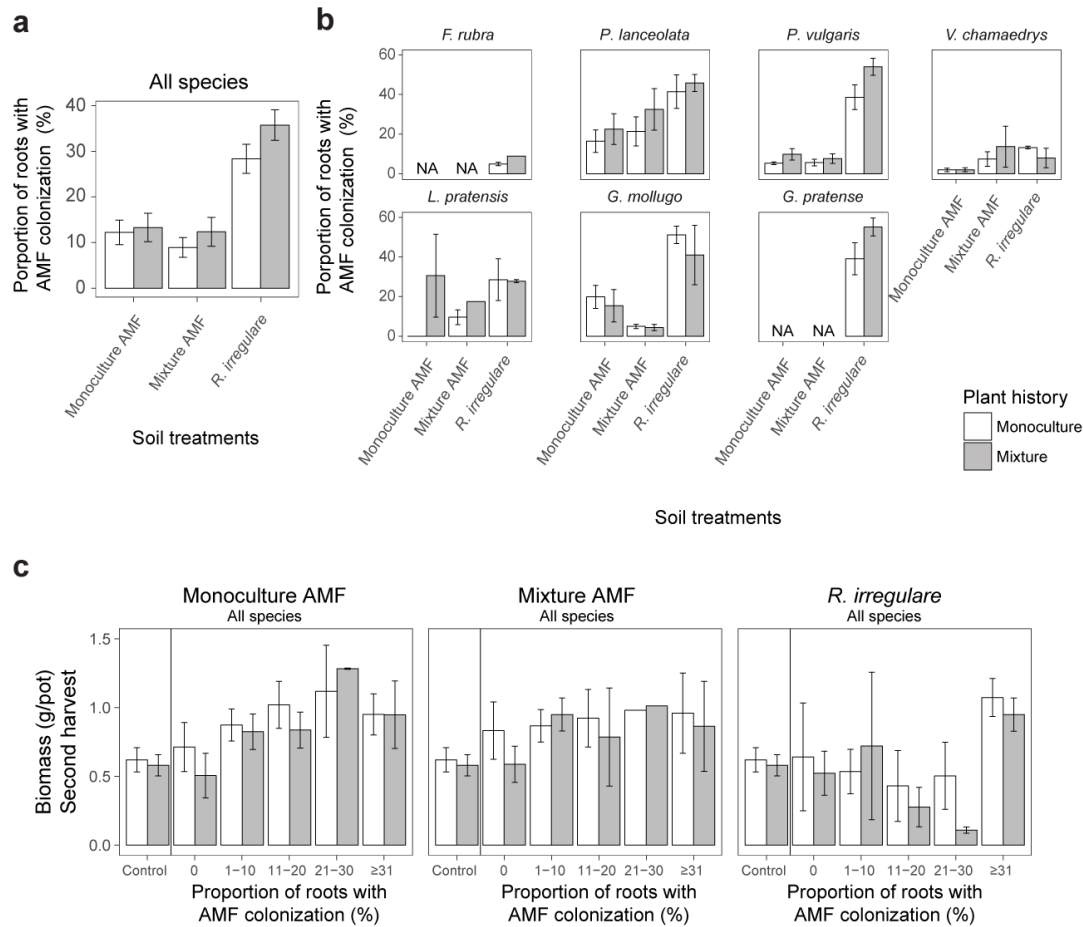 a
All species
Porportion of roots with
AMF colonization (%)
40
30
20
10
0
Monoculture AMF
Mixture AMF
R. irregulare
Soil treatments
b
F. rubra
P. lanceolata
P. vulgaris
V. chamaedrys
Porportion of roots with
AMF colonization (%)
60
40
20
0
NA NA
L. pratensis
G. mollugo
G. pratense
60
40
20
0
NA NA
Monoculture AMF
Mixture AMF
R. irregulare
Monoculture AMF
Mixture AMF
R. irregulare
Monoculture AMF
Mixture AMF
R. irregulare
Monoculture AMF
Mixture AMF
R. irregulare
Plant history
Monoculture
Mixture
Soil treatments
c
Monoculture AMF
All species
Mixture AMF
All species
R. irregulare
All species
Biomass (g/pot)
Second harvest
1.5
1.0
0.5
0.0
Control 0 1−10 11−20 21−30 ≥31
Control 0 1−10 11−20 21−30 ≥31
Control 0 1−10 11−20 21−30 ≥31
Proportion of roots with
AMF colonization (%)
Proportion of roots with
AMF colonization (%)
Proportion of roots with
AMF colonization (%)